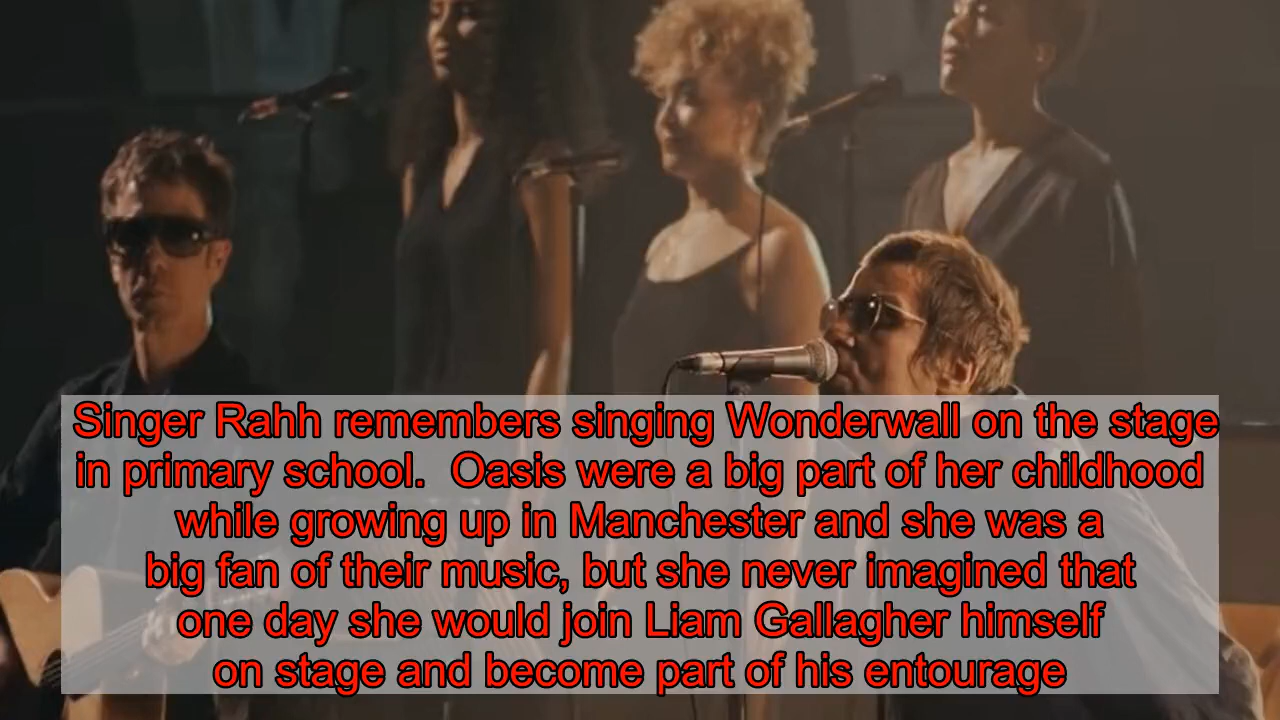 Singer Rahh remembers singing Wonderwall on the stage
in primary school.  Oasis were a big part of her childhood
while growing up in Manchester and she was a
big fan of their music, but she never imagined that
one day she would join Liam Gallagher himself
on stage and become part of his entourage